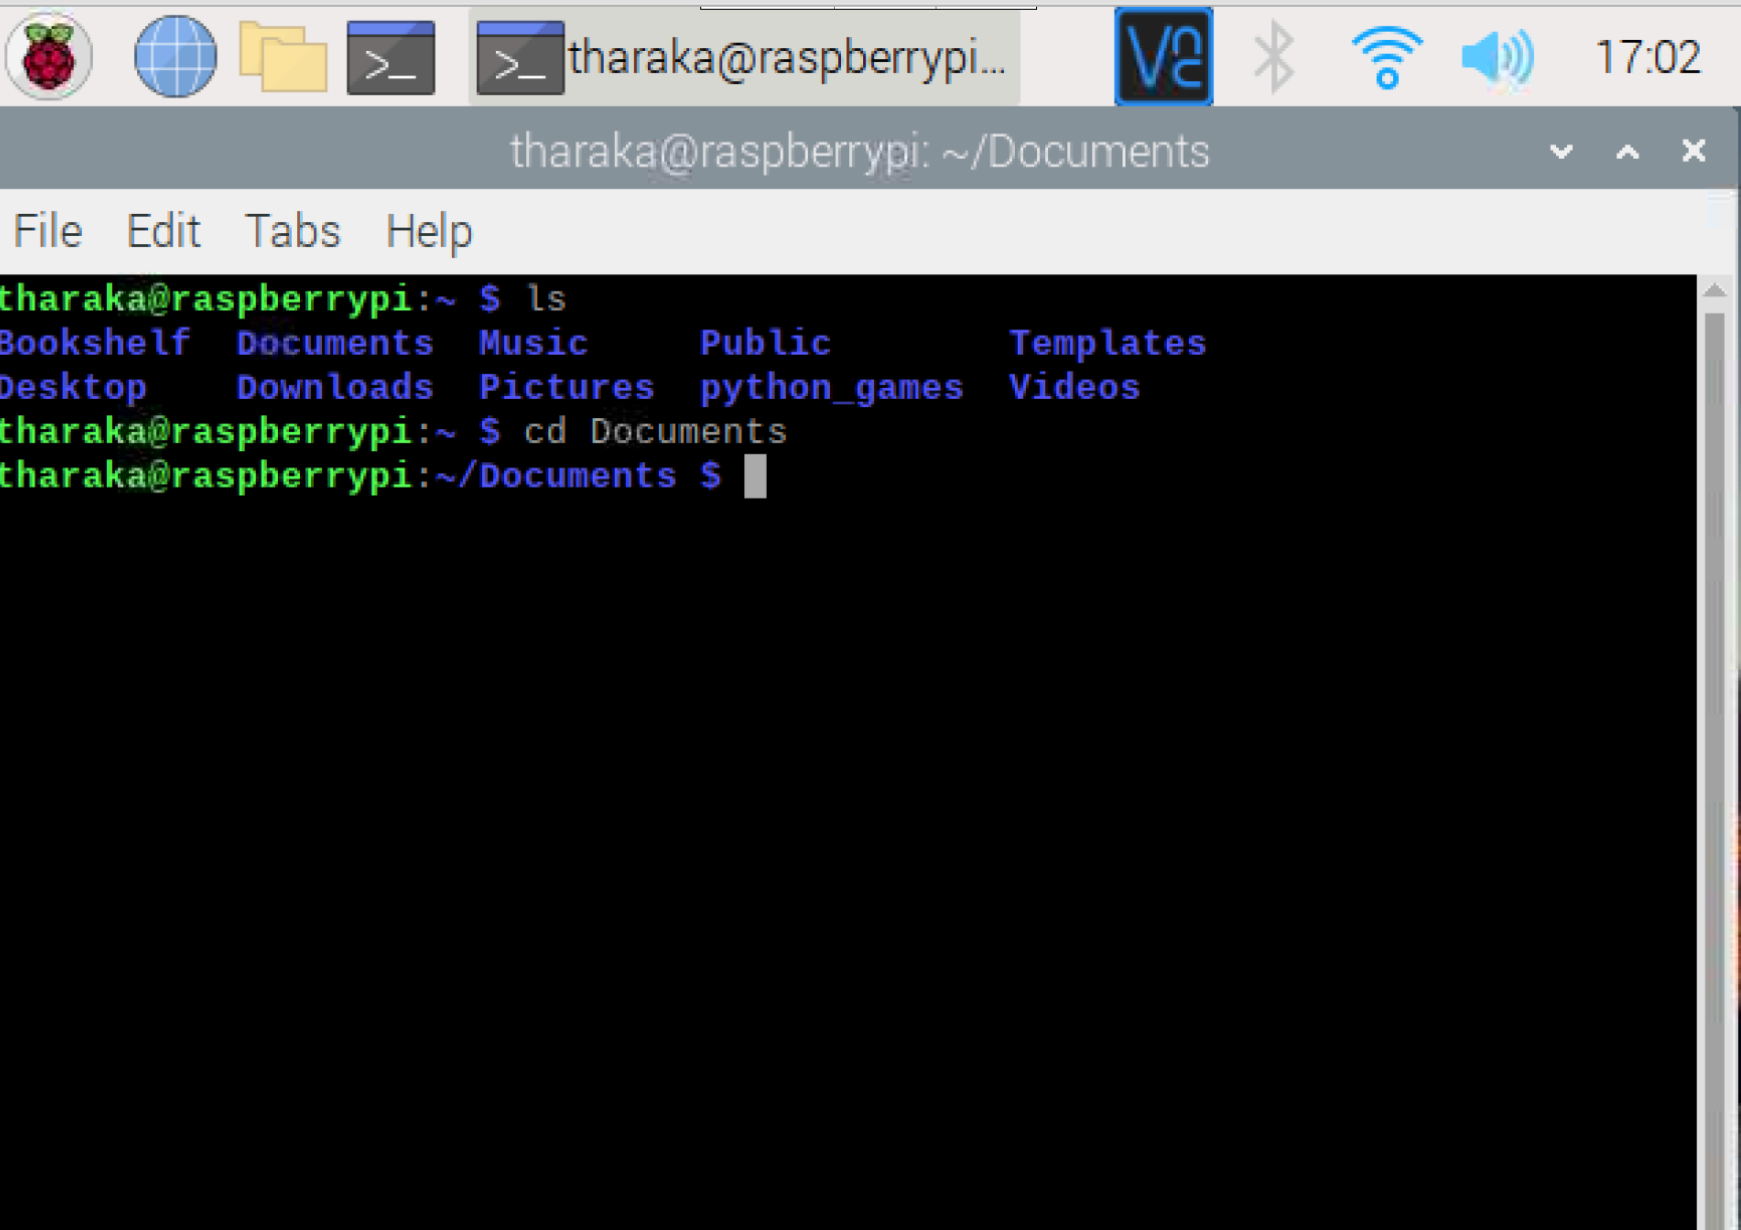 >_ >_ tharaka@raspberrypi... VNC 17:02
tharaka@raspberrypi: ~/Documents
File Edit Tabs Help
tharaka@raspberrypi:~ $ ls
Bookshelf Documents Music Public Templates
Desktop Downloads Pictures python_games Videos
tharaka@raspberrypi:~ $ cd Documents
tharaka@raspberrypi:~/Documents $